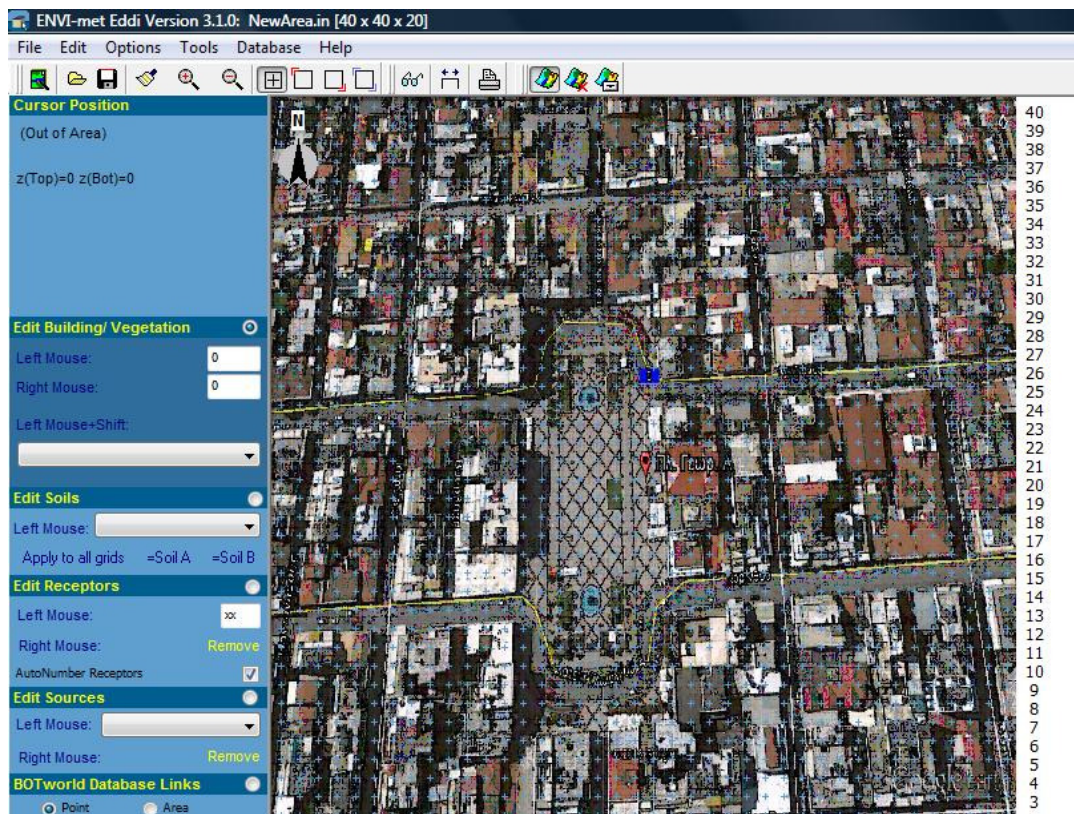 ENVI-met Eddi Version 3.1.0: NewArea.in [40 x 40 x 20]
File Edit Options Tools Database Help
Cursor Position
(Out of Area)
z(Top)=0 z(Bot)=0
Edit Building/ Vegetation
Left Mouse: 0
Right Mouse: 0
Left Mouse+Shift:
Edit Soils
Left Mouse:
Apply to all grids =Soil A =Soil B
Edit Receptors
Left Mouse: xx
Right Mouse: Remove
AutoNumber Receptors
Edit Sources
Left Mouse:
Right Mouse: Remove
BOTworld Database Links
Point Area
N
Πλ. Γεωρ. Α
40
39
38
37
36
35
34
33
32
31
30
29
28
27
26
25
24
23
22
21
20
19
18
17
16
15
14
13
12
11
10
9
8
7
6
5
4
3